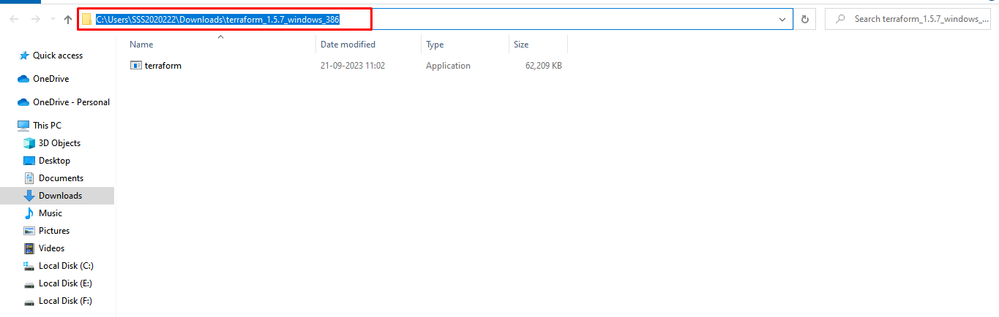 C:\Users\SSS2020222\Downloads\terraform_1.5.7_windows_386
Search terraform_1.5.7_windows_...
Name Date modified Type Size
terraform 21-09-2023 11:02 Application 62,209 KB
Quick access
OneDrive
OneDrive - Personal
This PC
3D Objects
Desktop
Documents
Downloads
Music
Pictures
Videos
Local Disk (C:)
Local Disk (E:)
Local Disk (F:)